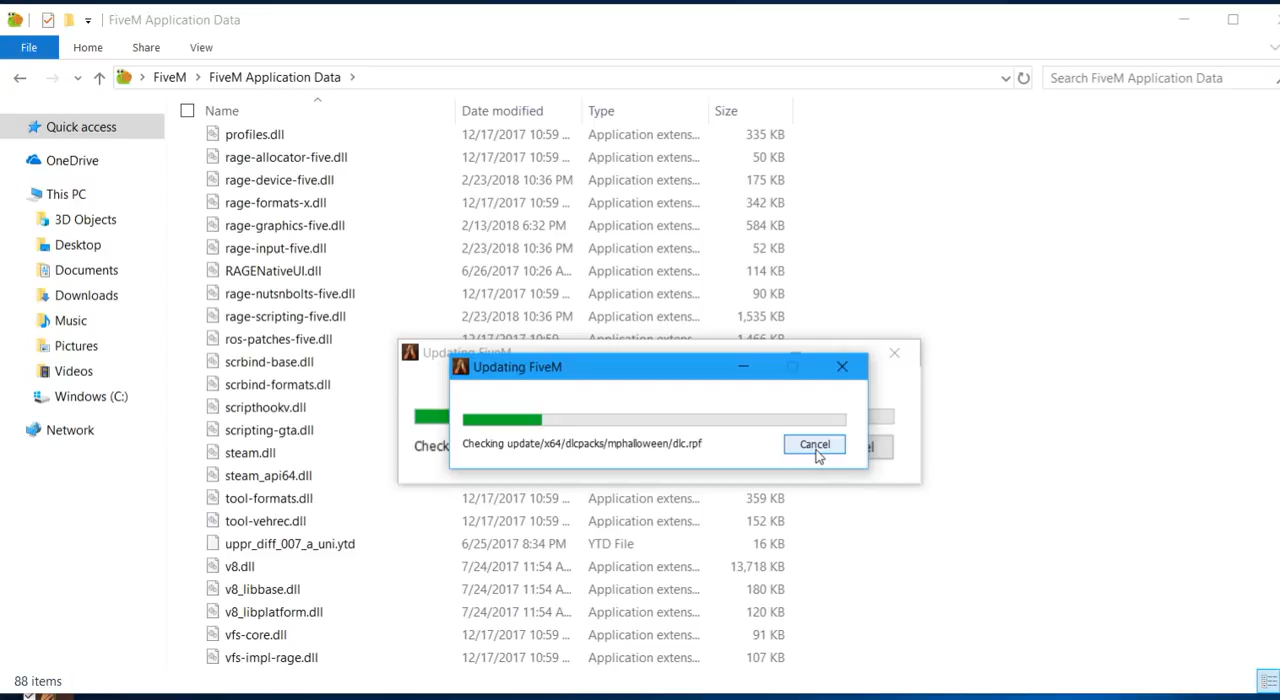 FiveM Application Data
File Home Share View
FiveM FiveM Application Data
Search FiveM Application Data
Name Date modified Type Size
Quick access
OneDrive
This PC
3D Objects
Desktop
Documents
Downloads
Music
Pictures
Videos
Windows (C:)
Network
profiles.dll 12/17/2017 10:59 ... Application extens... 335 KB
rage-allocator-five.dll 12/17/2017 10:59 ... Application extens... 50 KB
rage-device-five.dll 2/23/2018 10:36 PM Application extens... 175 KB
rage-formats-x.dll 12/17/2017 10:59 ... Application extens... 342 KB
rage-graphics-five.dll 2/13/2018 6:32 PM Application extens... 584 KB
rage-input-five.dll 2/23/2018 10:36 PM Application extens... 52 KB
RAGENativeUI.dll 6/26/2017 10:26 A... Application extens... 114 KB
rage-nutsnbolts-five.dll 12/17/2017 10:59 ... Application extens... 90 KB
rage-scripting-five.dll 2/23/2018 10:36 PM Application extens... 1,535 KB
ros-patches-five.dll 12/17/2017 10:59 ... Application extens... 1,466 KB
scrbind-base.dll
scrbind-formats.dll
scripthookv.dll
scripting-gta.dll
steam.dll
steam_api64.dll
tool-formats.dll 12/17/2017 10:59 ... Application extens... 359 KB
tool-vehrec.dll 12/17/2017 10:59 ... Application extens... 152 KB
uppr_diff_007_a_uni.ytd 6/25/2017 8:34 PM YTD File 16 KB
v8.dll 7/24/2017 11:54 A... Application extens... 13,718 KB
v8_libbase.dll 7/24/2017 11:54 A... Application extens... 180 KB
v8_libplatform.dll 7/24/2017 11:54 A... Application extens... 120 KB
vfs-core.dll 12/17/2017 10:59 ... Application extens... 91 KB
vfs-impl-rage.dll 12/17/2017 10:59 ... Application extens... 107 KB
Updating FiveM
Check
Updating FiveM
Checking update/x64/dlcpacks/mphalloween/dlc.rpf
Cancel
88 items